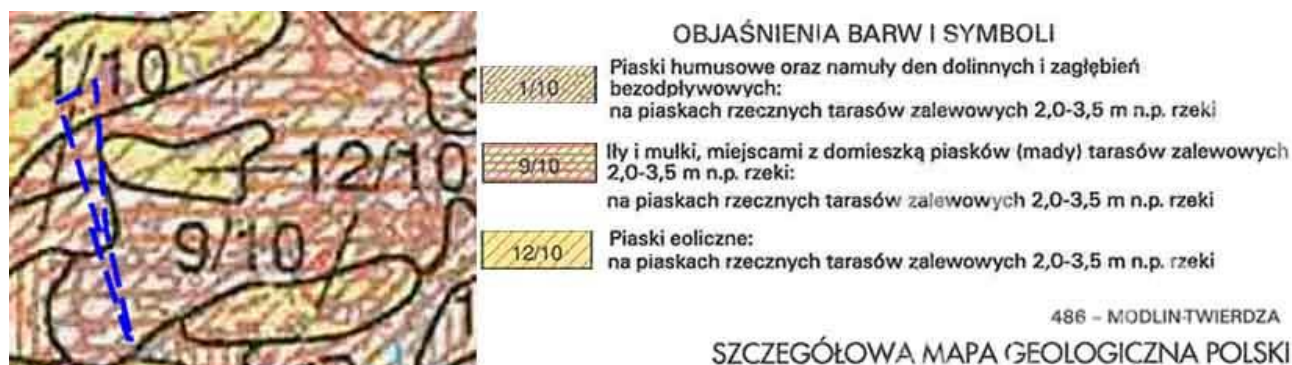 1/10
12/10
9/10
OBJAŚNIENIA BARW I SYMBOLI
1/10
Piaski humusowe oraz namuły den dolinnych i zagłębień
bezodpływowych:
na piaskach rzecznych tarasów zalewowych 2,0-3,5 m n.p. rzeki
9/10
Iły i mułki, miejscami z domieszką piasków (mady) tarasów zalewowych
2,0-3,5 m n.p. rzeki:
na piaskach rzecznych tarasów zalewowych 2,0-3,5 m n.p. rzeki
12/10
Piaski eoliczne:
na piaskach rzecznych tarasów zalewowych 2,0-3,5 m n.p. rzeki
486 – MODLIN-TWIERDZA
SZCZEGÓŁOWA MAPA GEOLOGICZNA POLSKI